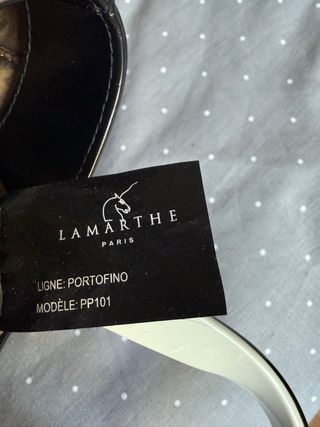 LAMARTHE
PARIS
LIGNE: PORTOFINO
MODÈLE: PP101